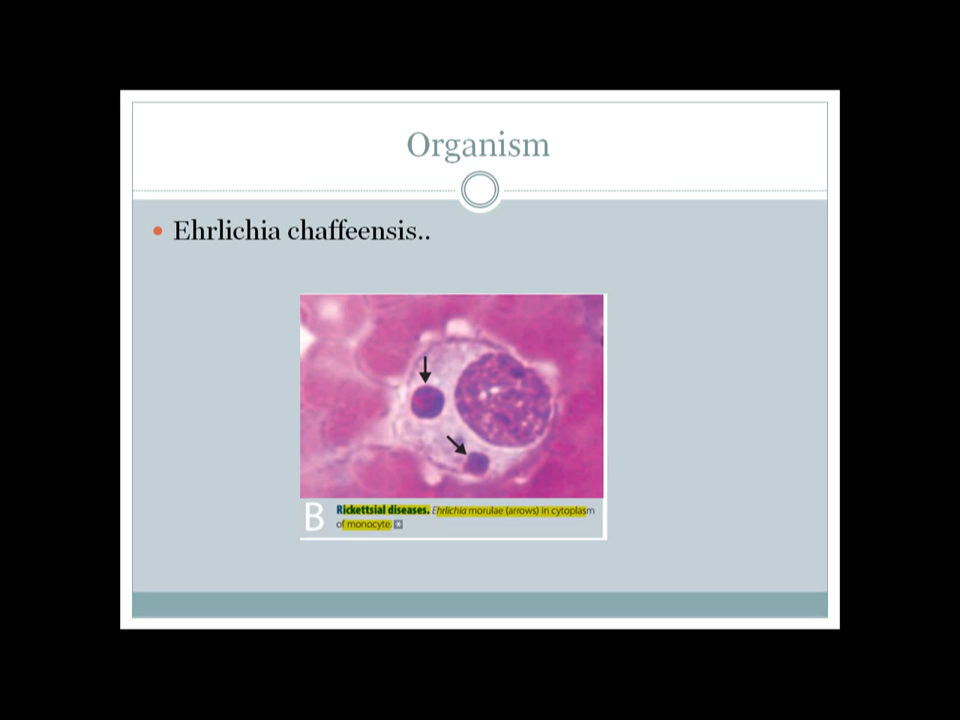 Organism
Ehrlichia chaffeensis..
B
Rickettsial diseases. Ehrlichia morulae (arrows) in cytoplasm
of monocyte.